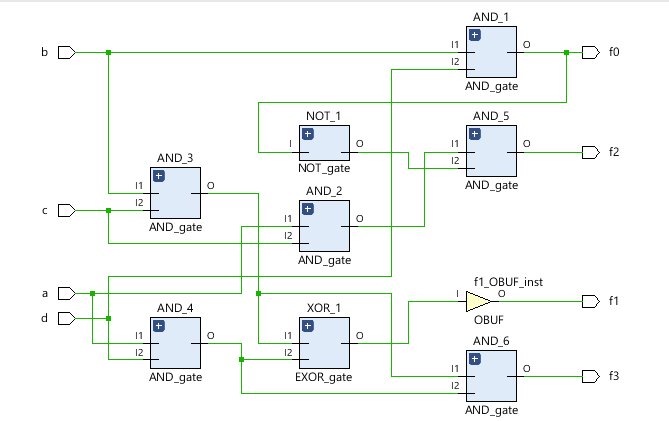 AND_1
b
I1
O
f0
I2
AND_gate
NOT_1
AND_5
I
O
I1
O
f2
I2
NOT_gate
AND_gate
AND_3
I1
O
AND_2
c
I2
I1
O
AND_gate
I2
AND_gate
a
f1_OBUF_inst
I
O
f1
d
AND_4
XOR_1
OBUF
I1
O
I1
O
AND_6
I2
I2
I1
O
f3
AND_gate
EXOR_gate
I2
AND_gate